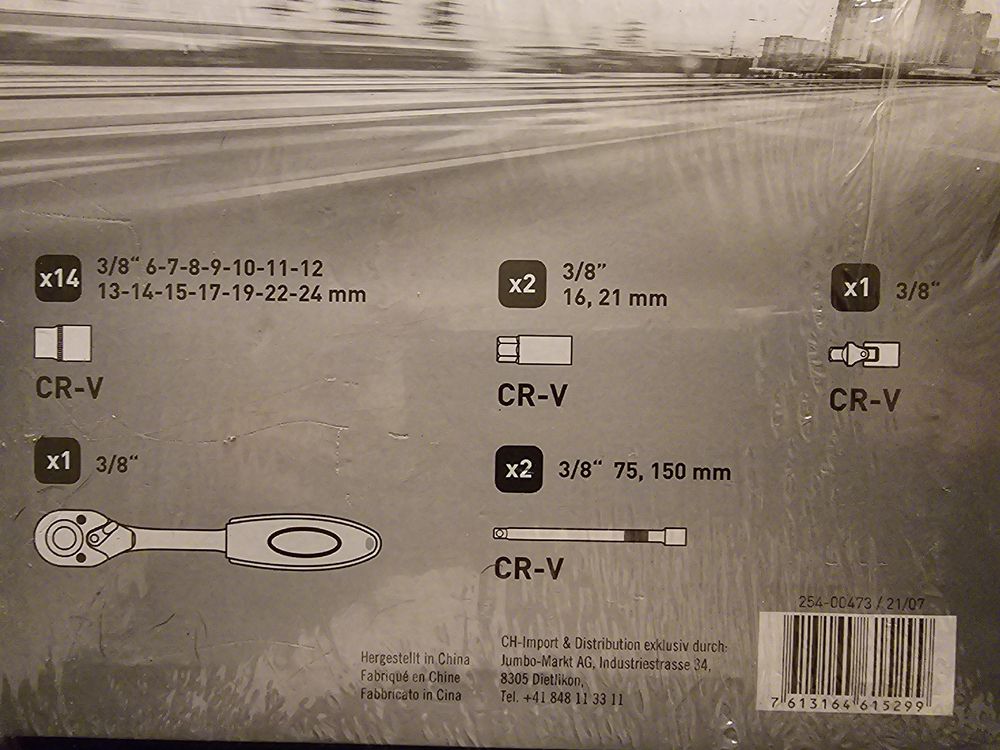 x14
3/8“ 6-7-8-9-10-11-12
13-14-15-17-19-22-24 mm
CR-V
x2
3/8”
16, 21 mm
CR-V
x1
3/8“
CR-V
x1
3/8“
x2
3/8“ 75, 150 mm
CR-V
Hergestellt in China
Fabriqué en Chine
Fabbricato in Cina
CH-Import & Distribution exklusiv durch:
Jumbo-Markt AG, Industriestrasse 34,
8305 Dietlikon,
Tel. +41 848 11 33 11
254-00473 / 21/07
7 613164 615299